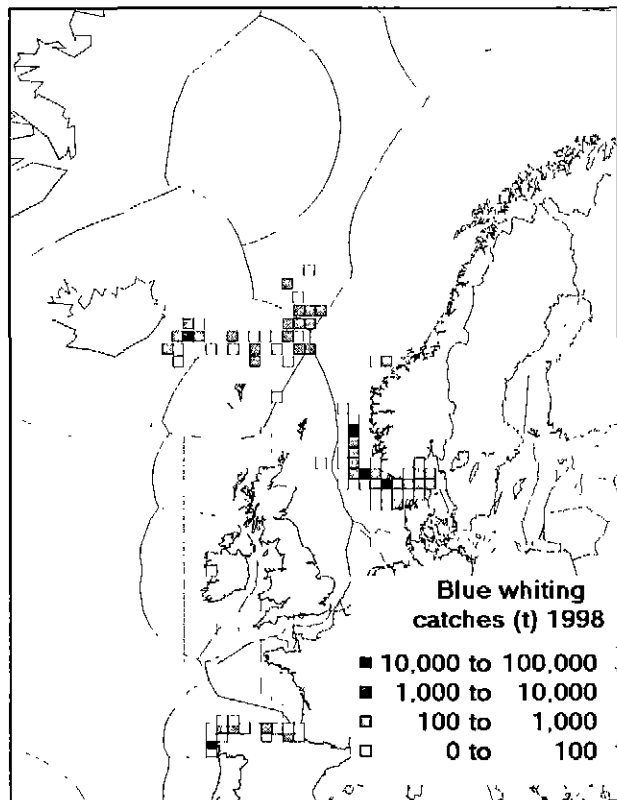 Blue whiting
catches (t) 1998
10,000 to 100,000
1,000 to 10,000
100 to 1,000
0 to 100